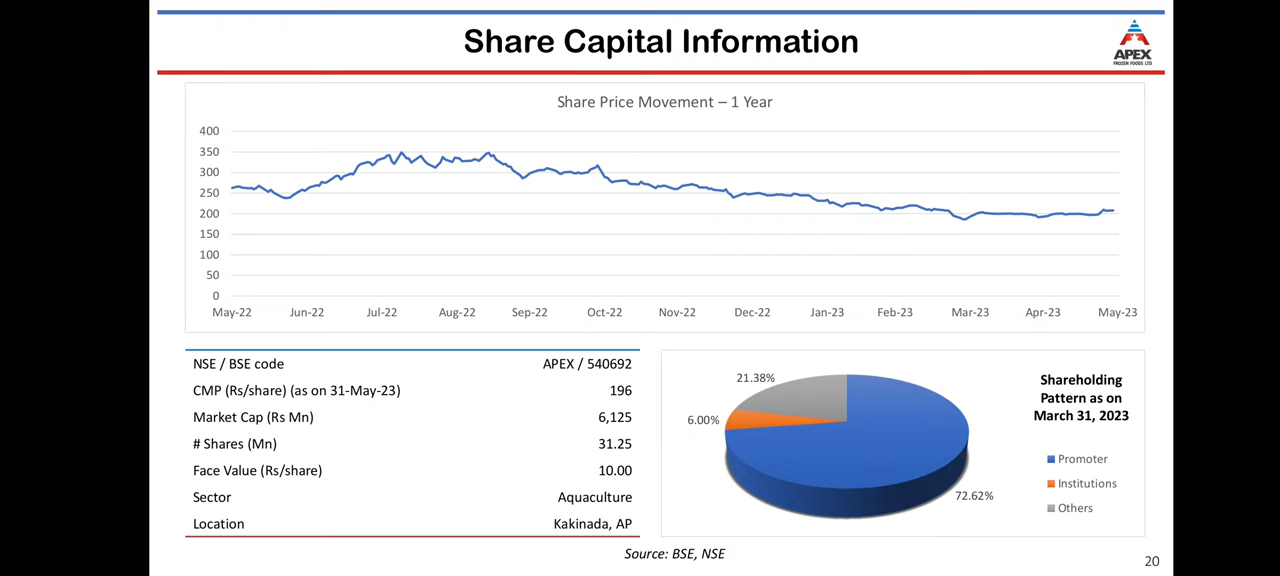 Share Capital Information
APEX
FROZEN FOODS LTD
Share Price Movement – 1 Year
400
350
300
250
200
150
100
50
0
May-22 Jun-22 Jul-22 Aug-22 Sep-22 Oct-22 Nov-22 Dec-22 Jan-23 Feb-23 Mar-23 Apr-23 May-23
NSE / BSE code APEX / 540692
CMP (Rs/share) (as on 31-May-23) 196
Market Cap (Rs Mn) 6,125
# Shares (Mn) 31.25
Face Value (Rs/share) 10.00
Sector Aquaculture
Location Kakinada, AP
21.38%
6.00%
72.62%
Shareholding
Pattern as on
March 31, 2023
Promoter
Institutions
Others
Source: BSE, NSE
20